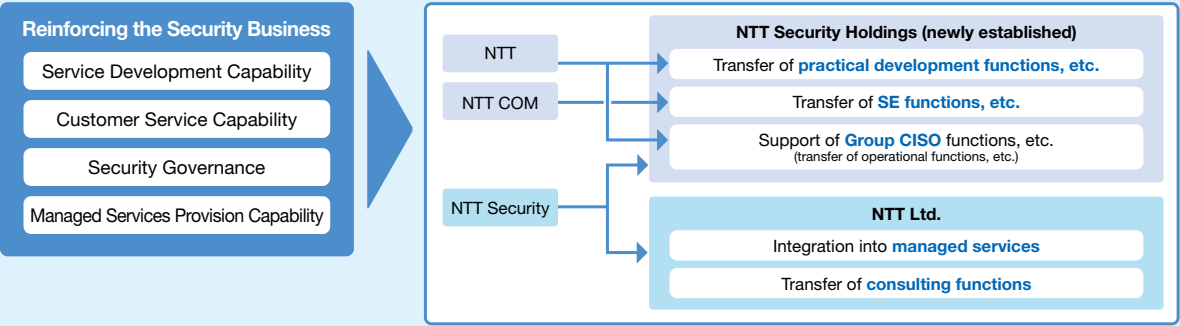 Reinforcing the Security Business
Service Development Capability
Customer Service Capability
Security Governance
Managed Services Provision Capability
NTT
NTT COM
NTT Security
NTT Security Holdings (newly established)
Transfer of practical development functions, etc.
Transfer of SE functions, etc.
Support of Group CISO functions, etc.
(transfer of operational functions, etc.)
NTT Ltd.
Integration into managed services
Transfer of consulting functions